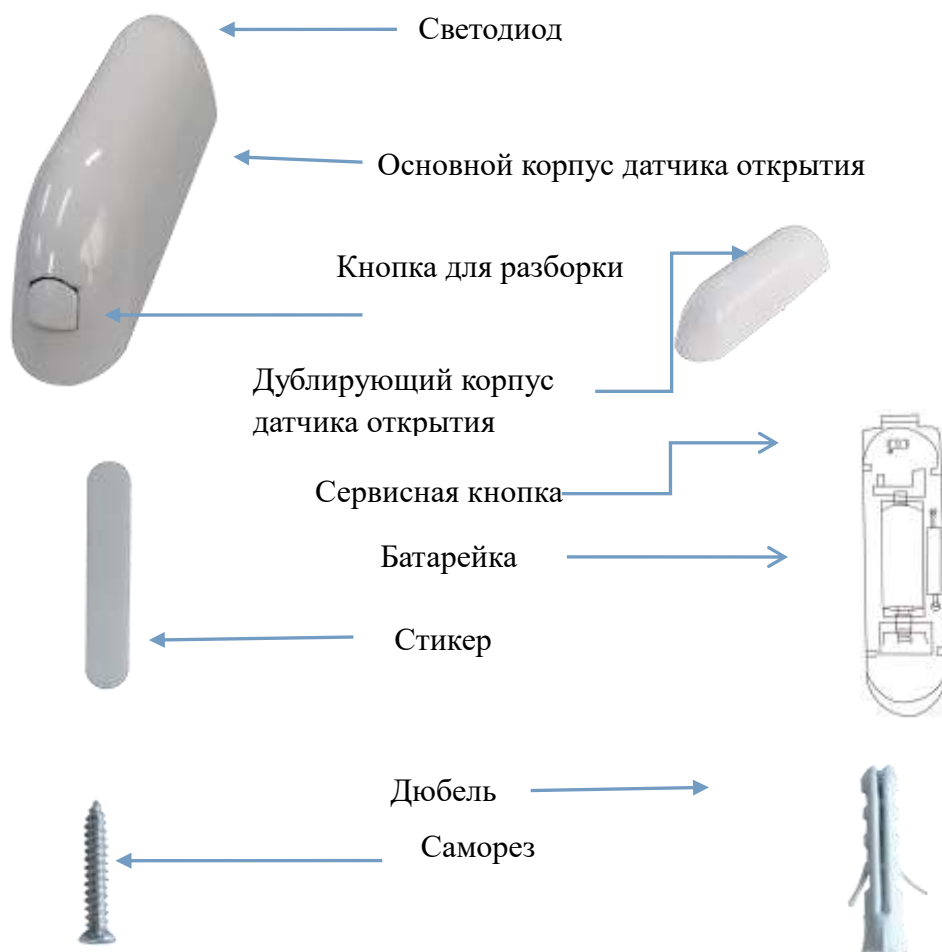 Светодиод
Основной корпус датчика открытия
Кнопка для разборки
Дублирующий корпус
датчика открытия
Сервисная кнопка
Батарейка
Стикер
Дюбель
Саморез